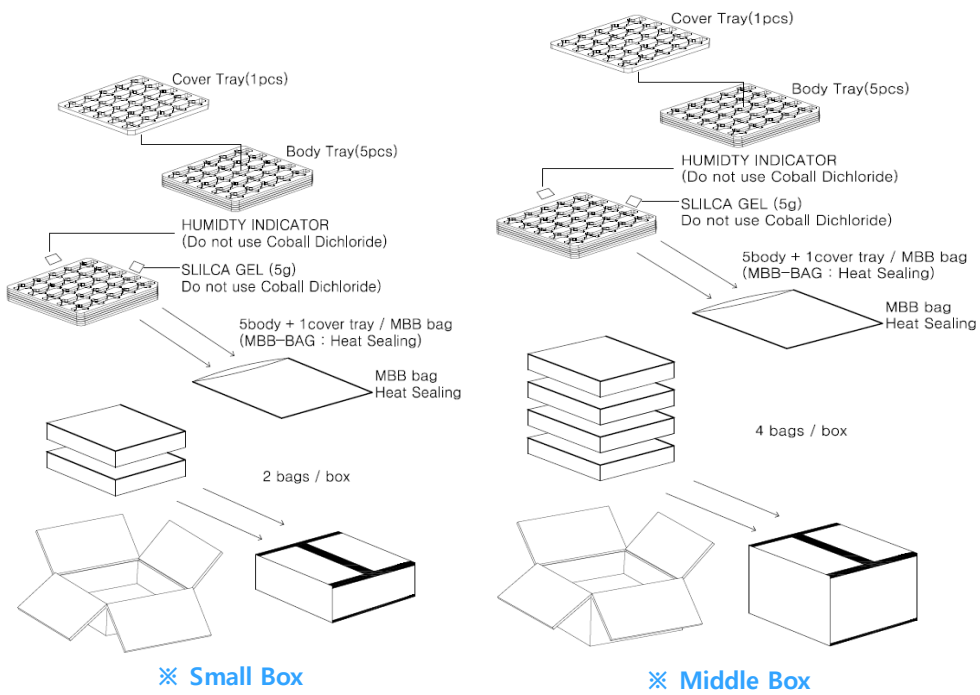 Cover Tray(1pcs)
Body Tray(5pcs)
HUMIDTY INDICATOR
(Do not use Coball Dichloride)
SLILCA GEL (5g)
Do not use Coball Dichloride)
5body + 1cover tray / MBB bag
(MBB-BAG : Heat Sealing)
MBB bag
Heat Sealing
2 bags / box
※ Small Box
Cover Tray(1pcs)
Body Tray(5pcs)
HUMIDTY INDICATOR
(Do not use Coball Dichloride)
SLILCA GEL (5g)
Do not use Coball Dichloride)
5body + 1cover tray / MBB bag
(MBB-BAG : Heat Sealing)
MBB bag
Heat Sealing
4 bags / box
※ Middle Box